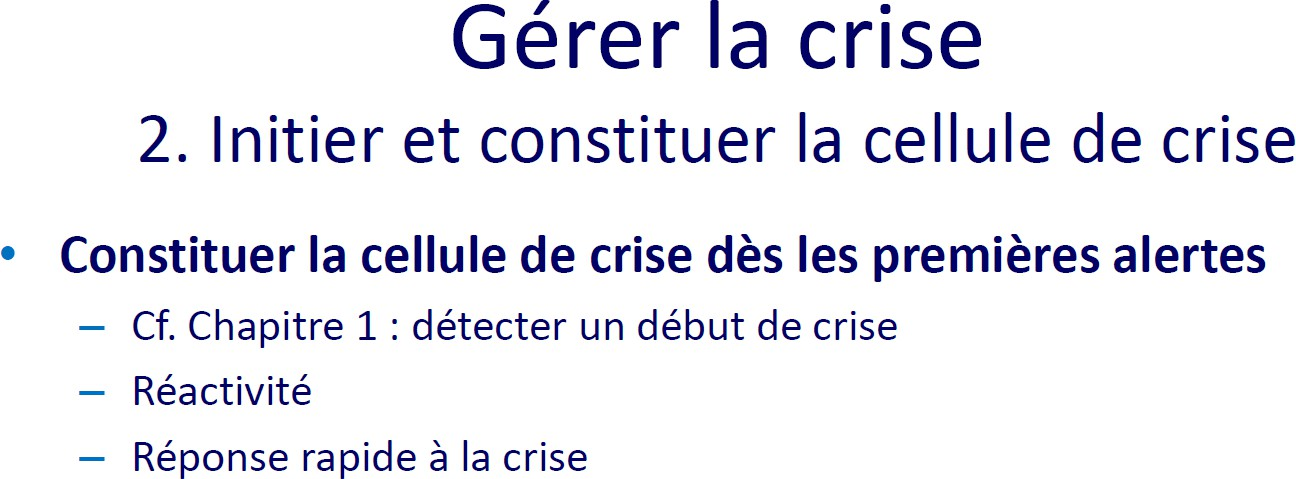 Gérer la crise
2. Initier et constituer la cellule de crise
• Constituer la cellule de crise dès les premières alertes
– Cf. Chapitre 1 : détecter un début de crise
– Réactivité
– Réponse rapide à la crise